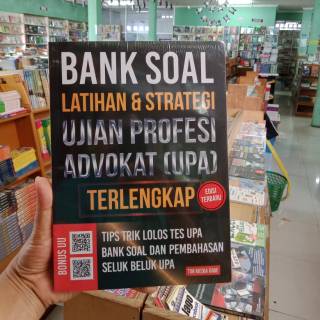 BANK SOAL
LATIHAN & STRATEGI
UJIAN PROFESI
ADVOKAT (UPA)
TERLENGKAP
EDISI
TERBARU
BONUS UU
TIPS TRIK LOLOS TES UPA
BANK SOAL DAN PEMBAHASAN
SELUK BELUK UPA